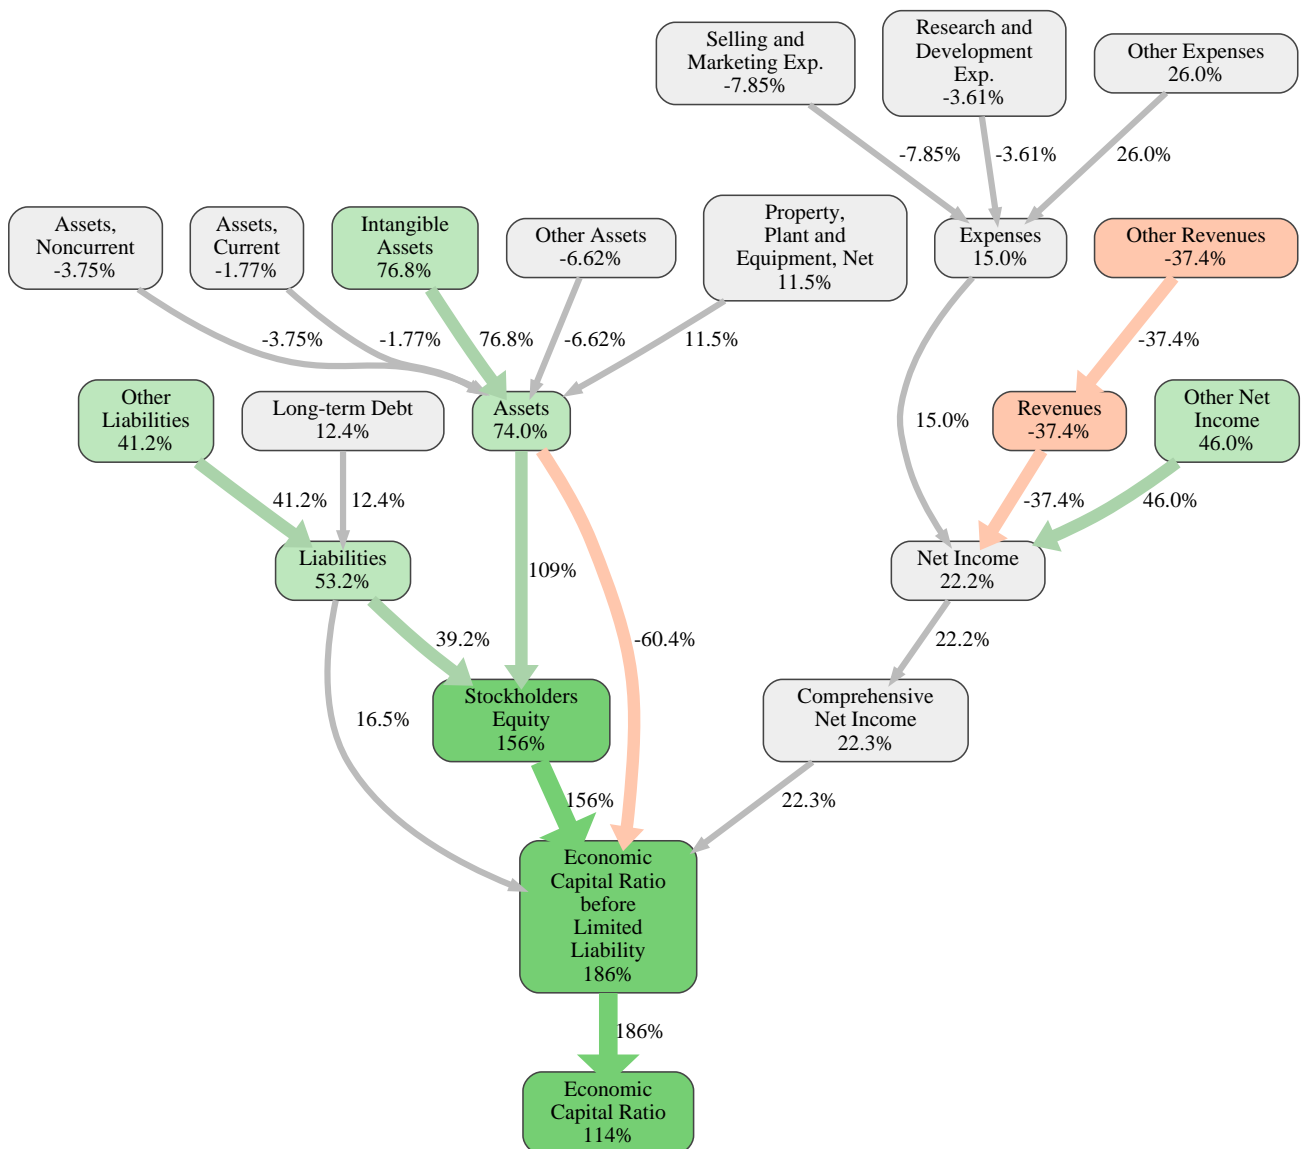 Selling and
Marketing Exp.
-7.85%
Research and
Development
Exp.
-3.61%
Other Expenses
26.0%
-7.85%
-3.61%
26.0%
Assets,
Noncurrent
-3.75%
Assets,
Current
-1.77%
Intangible
Assets
76.8%
Other Assets
-6.62%
Property,
Plant and
Equipment, Net
11.5%
Expenses
15.0%
Other Revenues
-37.4%
-3.75%
-1.77%
76.8%
-6.62%
11.5%
-37.4%
Other
Liabilities
41.2%
Long-term Debt
12.4%
Assets
74.0%
15.0%
Revenues
-37.4%
Other Net
Income
46.0%
41.2%
12.4%
-37.4%
46.0%
Liabilities
53.2%
109%
Net Income
22.2%
39.2%
-60.4%
22.2%
16.5%
Stockholders
Equity
156%
Comprehensive
Net Income
22.3%
156%
22.3%
Economic
Capital Ratio
before
Limited
Liability
186%
186%
Economic
Capital Ratio
114%